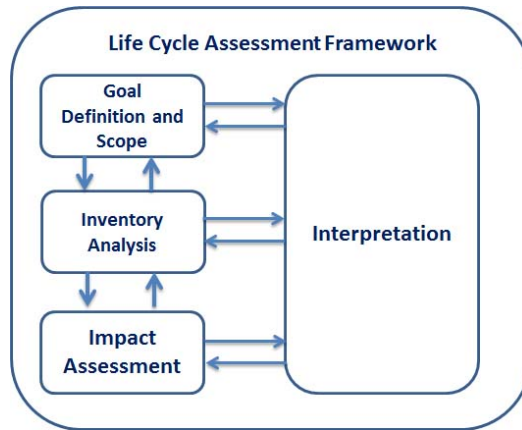 Life Cycle Assessment Framework
Goal
Definition and
Scope
Inventory
Analysis
Impact
Assessment
Interpretation